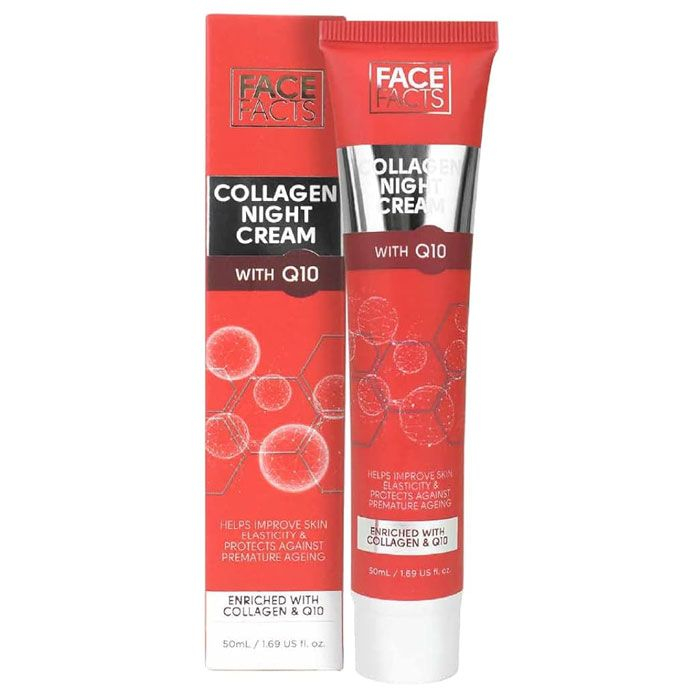 FACE
FACTS
COLLAGEN
NIGHT
CREAM
WITH Q10
HELPS IMPROVE SKIN
ELASTICITY &
PROTECTS AGAINST
PREMATURE AGEING
ENRICHED WITH
COLLAGEN & Q10
50mL / 1.69 US fl. oz.
FACE
FACTS
COLLAGEN
NIGHT
CREAM
WITH Q10
HELPS IMPROVE SKIN
ELASTICITY &
PROTECTS AGAINST
PREMATURE AGEING
ENRICHED WITH
COLLAGEN & Q10
50mL / 1.69 US fl. oz.